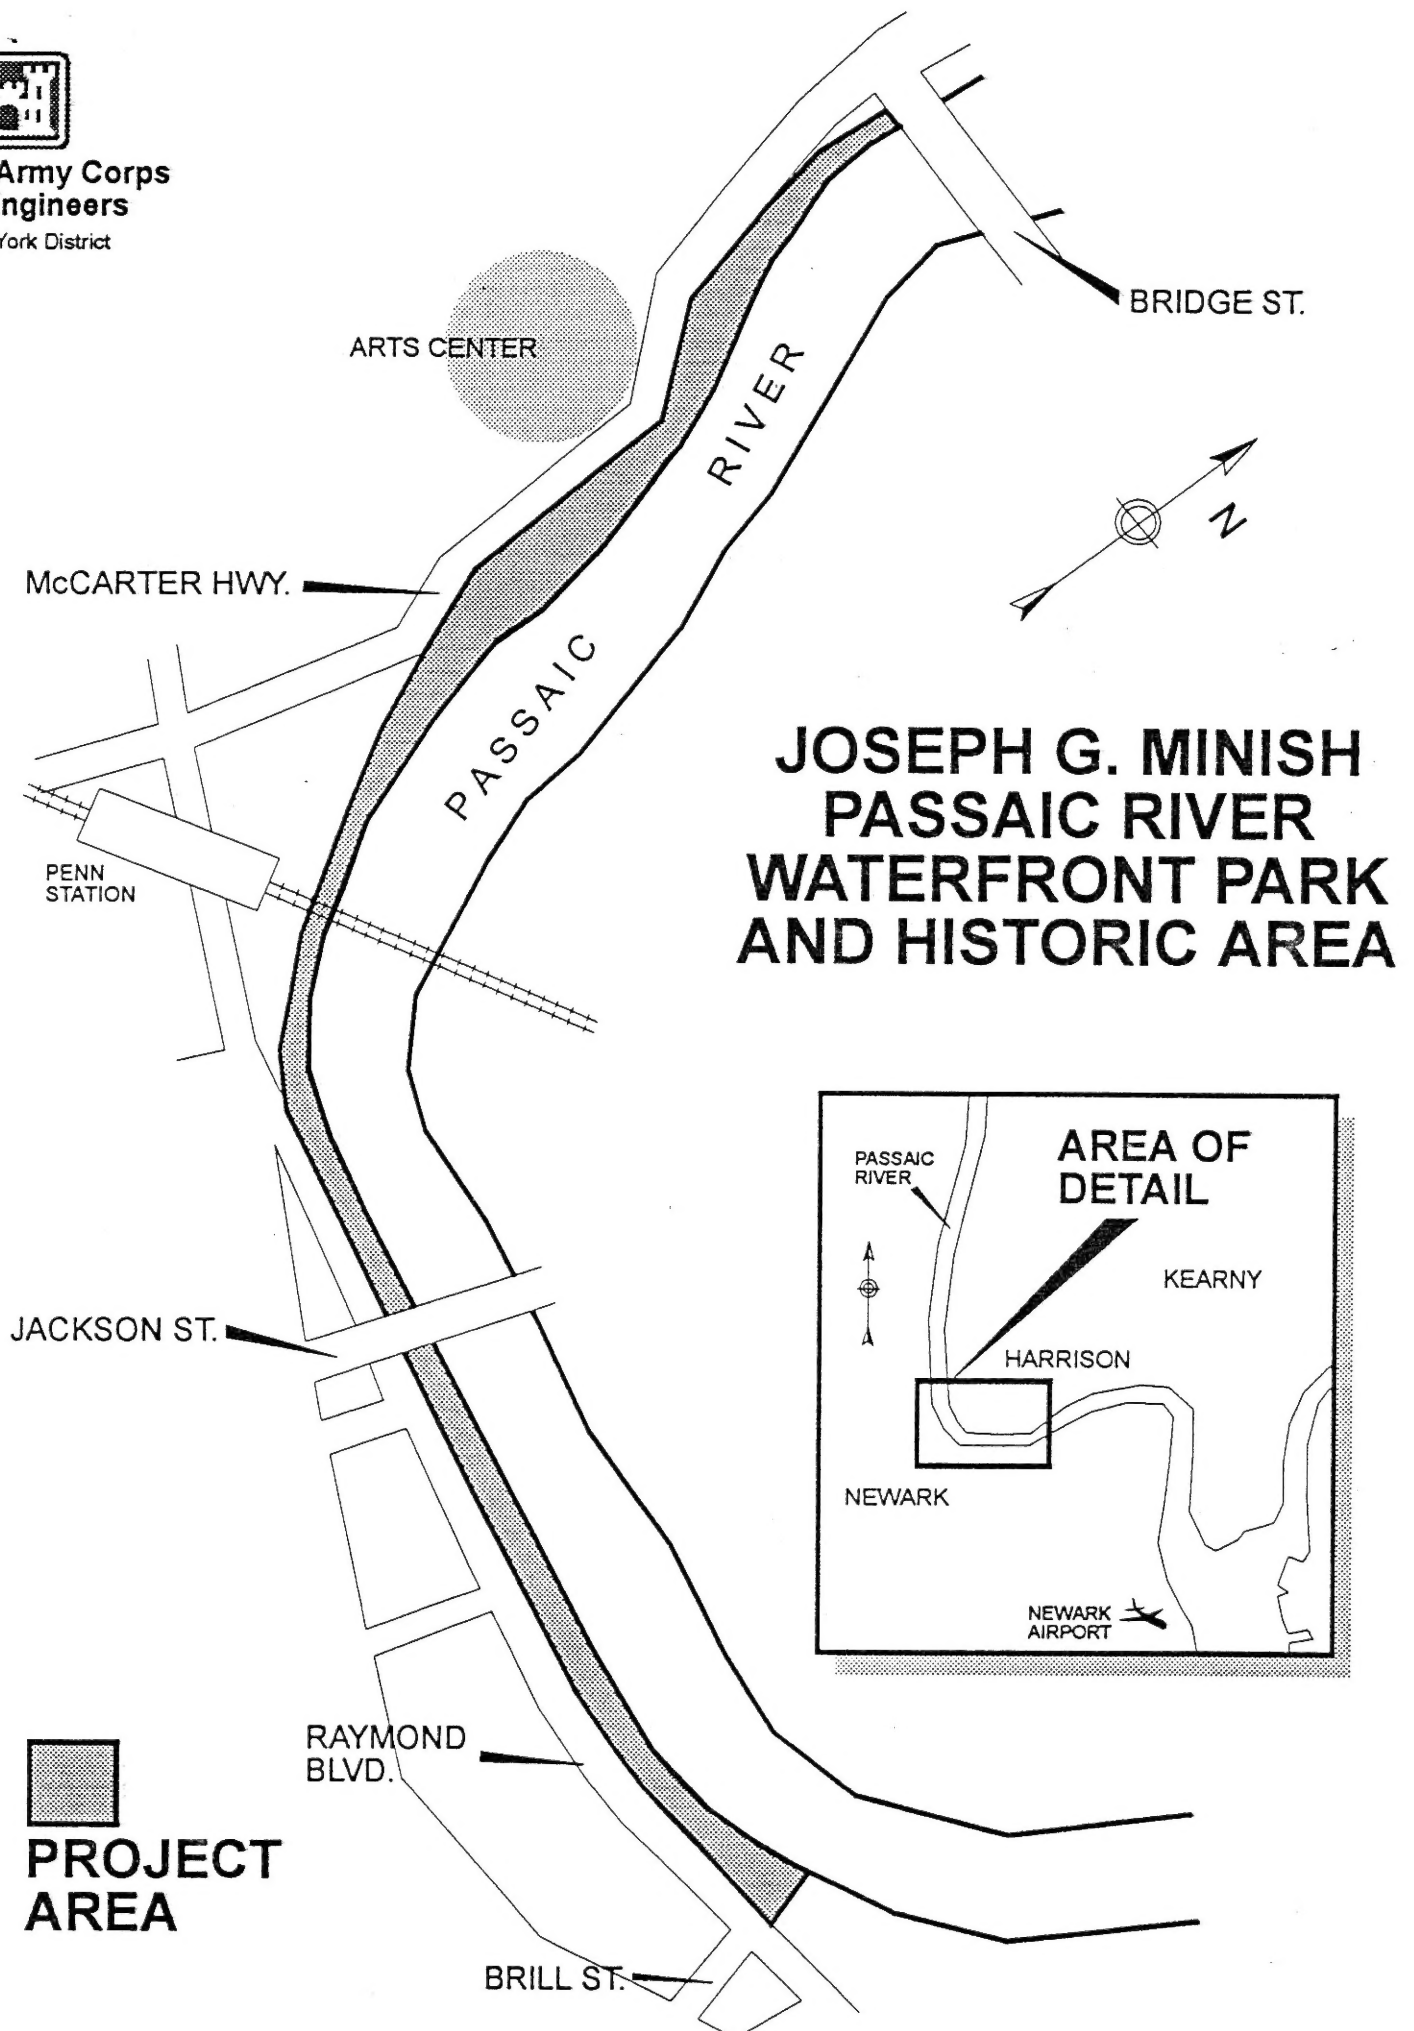 Army Corps
ngineers
York District
BRIDGE ST.
ARTS CENTER
RIVER
N
McCARTER HWY.
PASSAIC
JOSEPH G. MINISH
PASSAIC RIVER
WATERFRONT PARK
AND HISTORIC AREA
PENN
STATION
AREA OF
DETAIL
PASSAIC
RIVER
KEARNY
HARRISON
NEWARK
NEWARK
AIRPORT
JACKSON ST.
RAYMOND
BLVD.
PROJECT
AREA
BRILL ST.